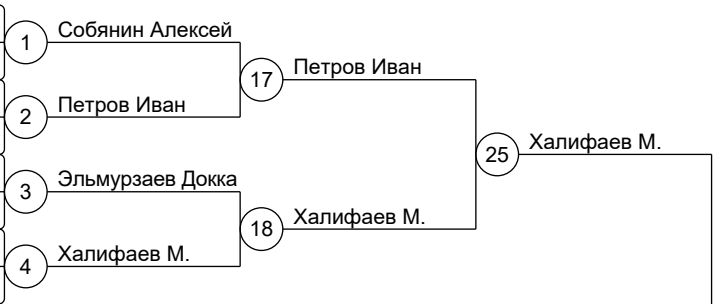 1 Собянин Алексей
17 Петров Иван
2 Петров Иван
25 Халифаев М.
3 Эльмурзаев Докка
18 Халифаев М.
4 Халифаев М.